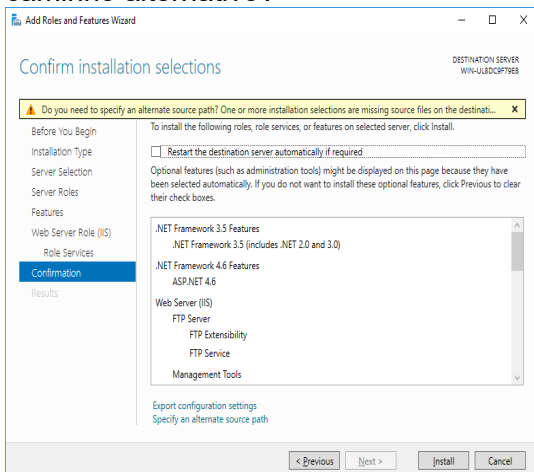 Add Roles and Features Wizard
Confirm installation selections
DESTINATION SERVER
WIN-UL8DC9F79EB
Do you need to specify an alternate source path? One or more installation selections are missing source files on the destinati... X
Before You Begin
Installation Type
Server Selection
Server Roles
Features
Web Server Role (IIS)
Role Services
Confirmation
Results
To install the following roles, role services, or features on selected server, click Install.
Restart the destination server automatically if required
Optional features (such as administration tools) might be displayed on this page because they have
been selected automatically. If you do not want to install these optional features, click Previous to clear
their check boxes.
.NET Framework 3.5 Features
.NET Framework 3.5 (includes .NET 2.0 and 3.0)
.NET Framework 4.6 Features
ASP.NET 4.6
Web Server (IIS)
FTP Server
FTP Extensibility
FTP Service
Management Tools
Export configuration settings
Specify an alternate source path
< Previous Next > Install Cancel